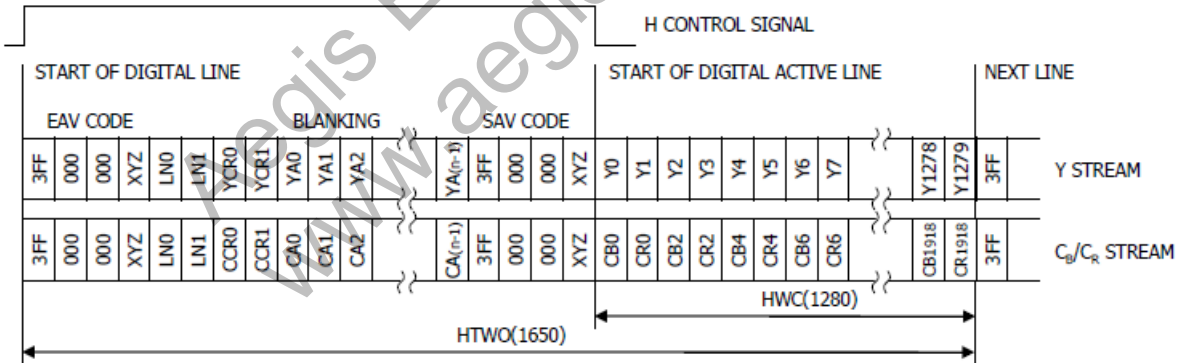 H CONTROL SIGNAL
START OF DIGITAL LINE START OF DIGITAL ACTIVE LINE NEXT LINE
EAV CODE BLANKING SAV CODE
3FF 000 000 XYZ LN0 LN1 YCR0 YCR1 YA0 YA1 YA2 YA(n-1) 3FF 000 000 XYZ Y0 Y1 Y2 Y3 Y4 Y5 Y6 Y7 Y1278 Y1279 3FF Y STREAM
3FF 000 000 XYZ LN0 LN1 CCR0 CCR1 CA0 CA1 CA2 CA(n-1) 3FF 000 000 XYZ CB0 CR0 CB2 CR2 CB4 CR4 CB6 CR6 CB1918 CR1918 3FF CB/CR STREAM
HWC(1280)
HTWO(1650)
Aegis
www.aegis